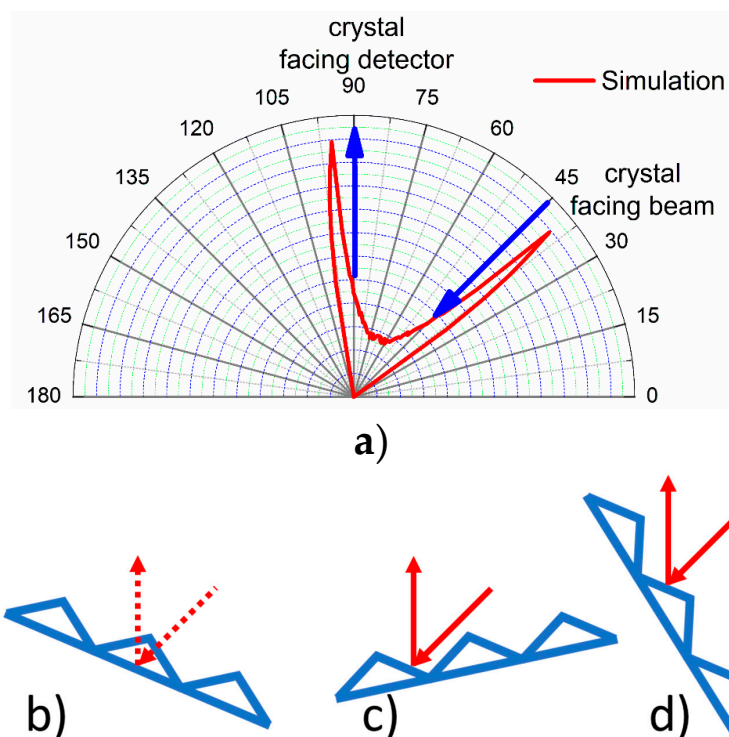 crystal
facing detector
90
Simulation
105
75
120
60
135
45
crystal
facing beam
150
30
165
15
180
0
a)
b)
c)
d)